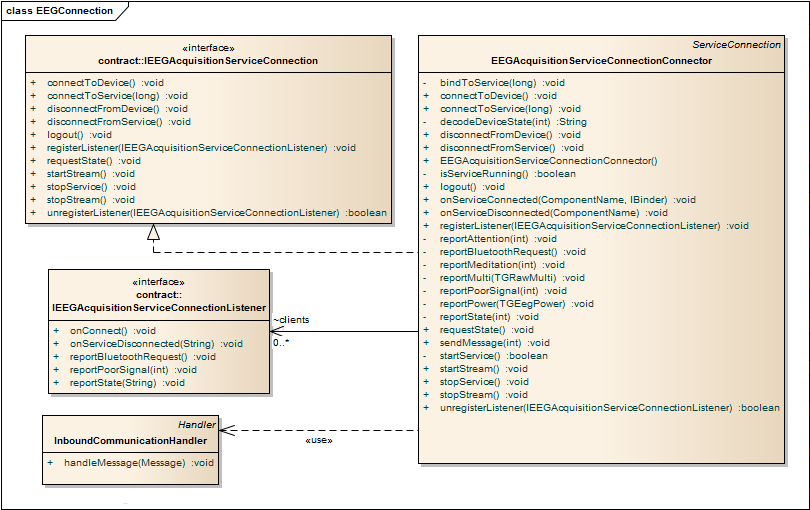 class EEGConnection
«interface»
contract::IEEGAcquisitionServiceConnection
+ connectToDevice() :void
+ connectToService(long) :void
+ disconnectFromDevice() :void
+ disconnectFromService() :void
+ logout() :void
+ registerListener(IEEGAcquisitionServiceConnectionListener) :void
+ requestState() :void
+ startStream() :void
+ stopService() :void
+ stopStream() :void
+ unregisterListener(IEEGAcquisitionServiceConnectionListener) :boolean
ServiceConnection
EEGAcquisitionServiceConnectionConnector
- bindToService(long) :void
+ connectToDevice() :void
+ connectToService(long) :void
- decodeDeviceState(int) :String
+ disconnectFromDevice() :void
+ disconnectFromService() :void
+ EEGAcquisitionServiceConnectionConnector()
- isServiceRunning() :boolean
+ logout() :void
+ onServiceConnected(ComponentName, IBinder) :void
+ onServiceDisconnected(ComponentName) :void
+ registerListener(IEEGAcquisitionServiceConnectionListener) :void
- reportAttention(int) :void
- reportBluetoothRequest() :void
- reportMeditation(int) :void
- reportMulti(TGRawMulti) :void
- reportPoorSignal(int) :void
- reportPower(TGEegPower) :void
- reportState(int) :void
+ requestState() :void
+ sendMessage(int) :void
- startService() :boolean
+ startStream() :void
+ stopService() :void
+ stopStream() :void
+ unregisterListener(IEEGAcquisitionServiceConnectionListener) :boolean
«interface»
contract::
IEEGAcquisitionServiceConnectionListener
+ onConnect() :void
+ onServiceDisconnected(String) :void
+ reportBluetoothRequest() :void
+ reportPoorSignal(int) :void
+ reportState(String) :void
~clients
0..*
Handler
InboundCommunicationHandler
+ handleMessage(Message) :void
«use»